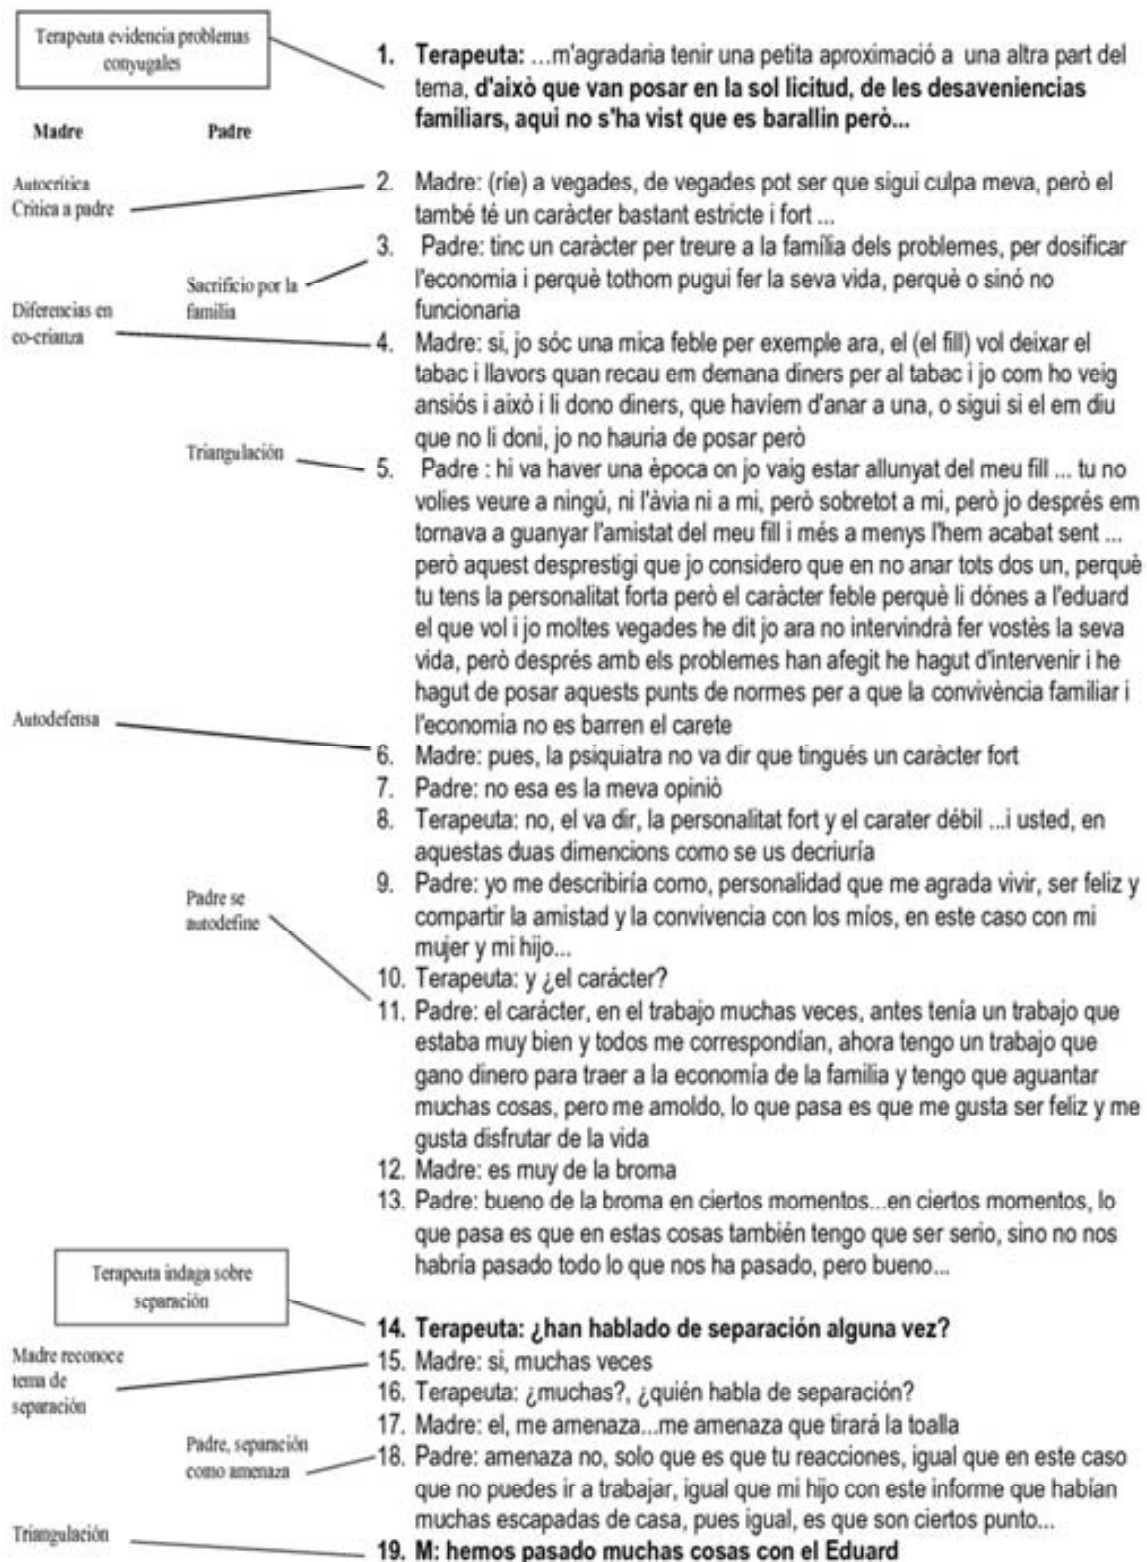 Terapeuta evidencia problemas
conyugales
1. Terapeuta: ...m'agradaria tenir una petita aproximació a una altra part del
tema, d'això que van posar en la sol licitud, de les desaveniencias
familiars, aqui no s'ha vist que es barallin però...
Madre Padre
Autocrítica
Critica a padre
2. Madre: (ríe) a vegades, de vegades pot ser que sigui culpa meva, però el
també té un caràcter bastant estricte i fort ...
3. Padre: tinc un caràcter per treure a la família dels problemes, per dosificar
l'economia i perquè tothom pugui fer la seva vida, perquè o sinó no
funcionaria
Sacrificio por la
familia
Diferencias en
co-crianza
4. Madre: si, jo sóc una mica feble per exemple ara, el (el fill) vol deixar el
tabac i llavors quan recau em demana diners per al tabac i jo com ho veig
ansiós i això i li dono diners, que havíem d'anar a una, o sigui si el em diu
que no li doni, jo no hauria de posar però
Triangulación
5. Padre : hi va haver una època on jo vaig estar allunyat del meu fill ... tu no
volies veure a ningú, ni l'àvia ni a mi, però sobretot a mi, però jo després em
tornava a guanyar l'amistat del meu fill i més a menys l'hem acabat sent ...
però aquest desprestigi que jo considero que en no anar tots dos un, perquè
tu tens la personalitat forta però el caràcter feble perquè li dónes a l'eduard
el que vol i jo moltes vegades he dit jo ara no intervindrà fer vostès la seva
vida, però després amb els problemes han afegit he hagut d'intervenir i he
hagut de posar aquests punts de normes per a que la convivència familiar i
l'economia no es barren el carete
Autodefensa
6. Madre: pues, la psiquiatra no va dir que tingués un caràcter fort
7. Padre: no esa es la meva opiniò
8. Terapeuta: no, el va dir, la personalitat fort y el carater débil ...i usted, en
aquestas duas dimencions como se us decriuría
Padre se
autodefine
9. Padre: yo me describiría como, personalidad que me agrada vivir, ser feliz y
compartir la amistad y la convivencia con los míos, en este caso con mi
mujer y mi hijo...
10. Terapeuta: y ¿el carácter?
11. Padre: el carácter, en el trabajo muchas veces, antes tenía un trabajo que
estaba muy bien y todos me correspondían, ahora tengo un trabajo que
gano dinero para traer a la economía de la familia y tengo que aguantar
muchas cosas, pero me amoldo, lo que pasa es que me gusta ser feliz y me
gusta disfrutar de la vida
12. Madre: es muy de la broma
13. Padre: bueno de la broma en ciertos momentos...en ciertos momentos, lo
que pasa es que en estas cosas también tengo que ser serio, sino no nos
habría pasado todo lo que nos ha pasado, pero bueno...
Terapeuta indaga sobre
separación
14. Terapeuta: ¿han hablado de separación alguna vez?
Madre reconoce
tema de
separación
15. Madre: si, muchas veces
16. Terapeuta: ¿muchas?, ¿quién habla de separación?
17. Madre: el, me amenaza...me amenaza que tirará la toalla
Padre, separación
como amenaza
18. Padre: amenaza no, solo que es que tu reacciones, igual que en este caso
que no puedes ir a trabajar, igual que mi hijo con este informe que habían
muchas escapadas de casa, pues igual, es que son ciertos punto...
Triangulación
19. M: hemos pasado muchas cosas con el Eduard